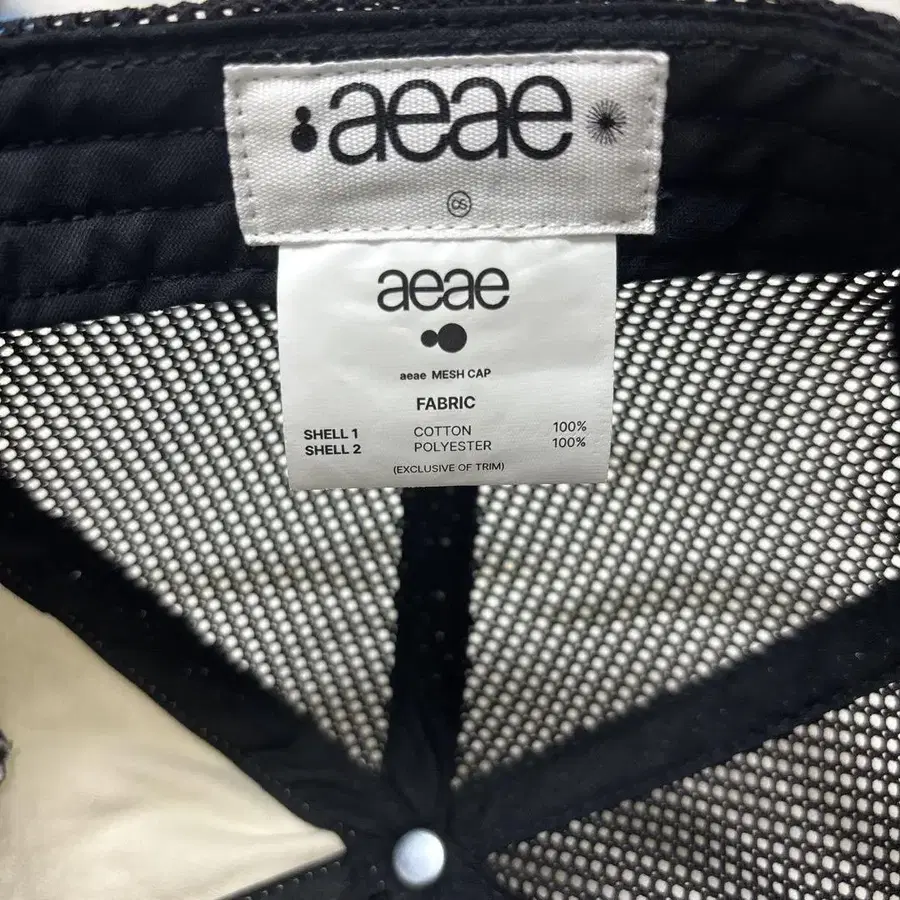 aeae
OS
aeae
aeae MESH CAP
FABRIC
SHELL 1 COTTON 100%
SHELL 2 POLYESTER 100%
(EXCLUSIVE OF TRIM)